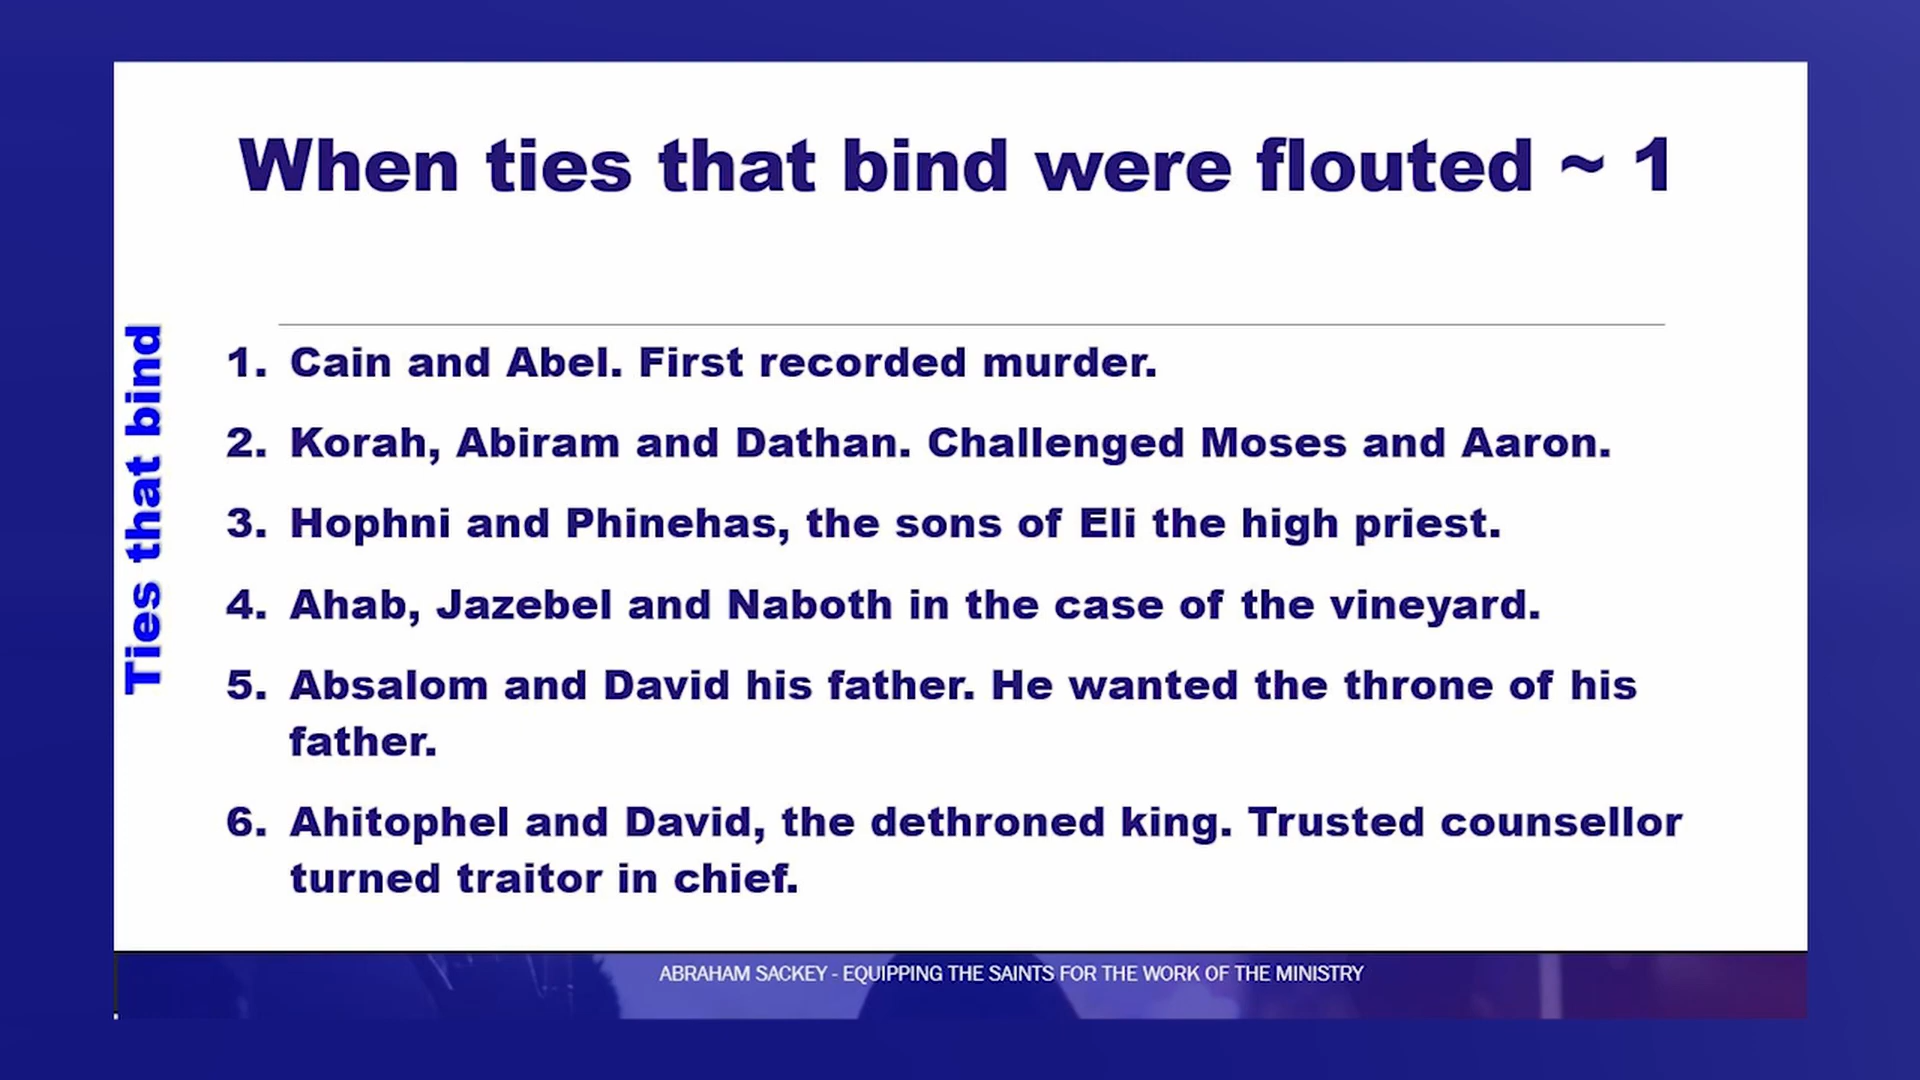 When ties that bind were flouted ~ 1
Ties that bind
1. Cain and Abel. First recorded murder.
2. Korah, Abiram and Dathan. Challenged Moses and Aaron.
3. Hophni and Phinehas, the sons of Eli the high priest.
4. Ahab, Jazebel and Naboth in the case of the vineyard.
5. Absalom and David his father. He wanted the throne of his
father.
6. Ahitophel and David, the dethroned king. Trusted counsellor
turned traitor in chief.
ABRAHAM SACKEY - EQUIPPING THE SAINTS FOR THE WORK OF THE MINISTRY